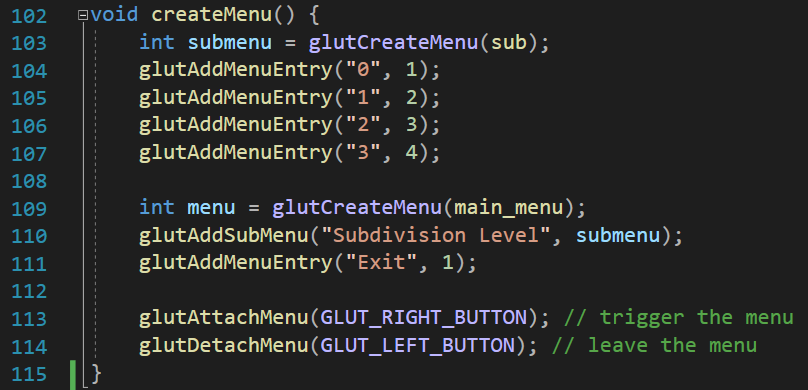 102 void createMenu() {
103 int submenu = glutCreateMenu(sub);
104 glutAddMenuEntry("0", 1);
105 glutAddMenuEntry("1", 2);
106 glutAddMenuEntry("2", 3);
107 glutAddMenuEntry("3", 4);
108
109 int menu = glutCreateMenu(main_menu);
110 glutAddSubMenu("Subdivision Level", submenu);
111 glutAddMenuEntry("Exit", 1);
112
113 glutAttachMenu(GLUT_RIGHT_BUTTON); // trigger the menu
114 glutDetachMenu(GLUT_LEFT_BUTTON); // leave the menu
115 }